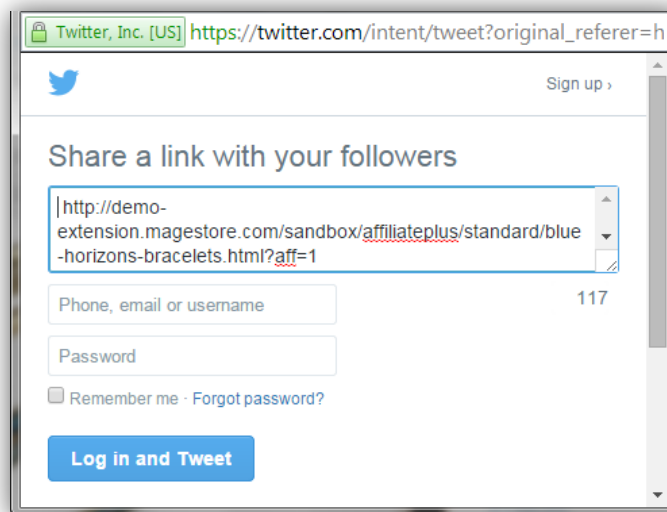 Twitter, Inc. [US] https://twitter.com/intent/tweet?original_referer=h
Sign up ›
Share a link with your followers
http://demo-
extension.magestore.com/sandbox/affiliateplus/standard/blue
-horizons-bracelets.html?aff=1
Phone, email or username
117
Password
Remember me · Forgot password?
Log in and Tweet